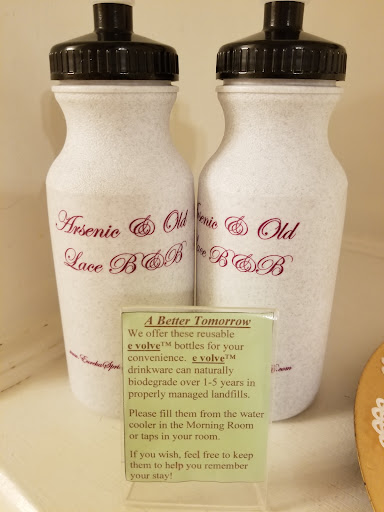 Arsenic & Old
Lace B&B
rsenic & Old
Lace B&B
A Better Tomorrow
We offer these reusable
e volve™ bottles for your
convenience. e volve™
drinkware can naturally
biodegrade over 1-5 years in
properly managed landfills.
Please fill them from the water
cooler in the Morning Room
or taps in your room.
If you wish, feel free to keep
them to help you remember
your stay!